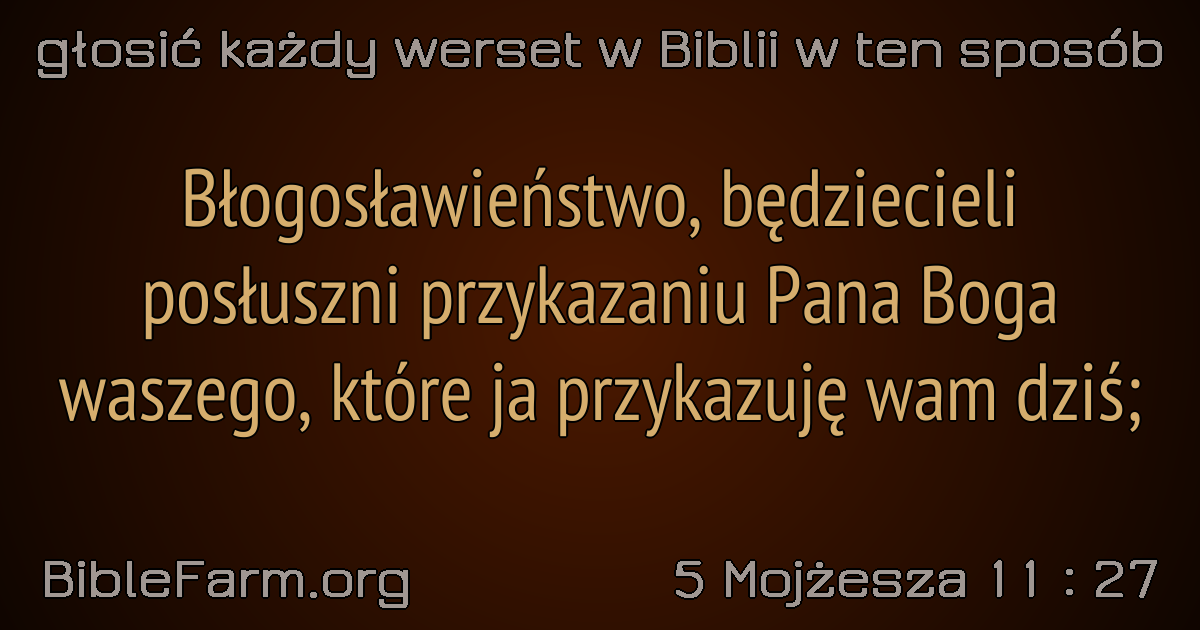 głosić każdy werset w Biblii w ten sposób
Błogosławieństwo, będziecieli
posłuszni przykazaniu Pana Boga
waszego, które ja przykazuję wam dziś;
BibleFarm.org
5 Mojżesza 11 : 27